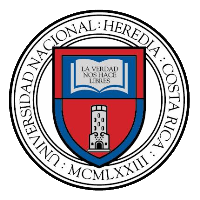 UNIVERSIDAD NACIONAL: HEREDIA: COSTA RICA:
: MCMLXXIII :
LA VERDAD
NOS HACE
LIBRES